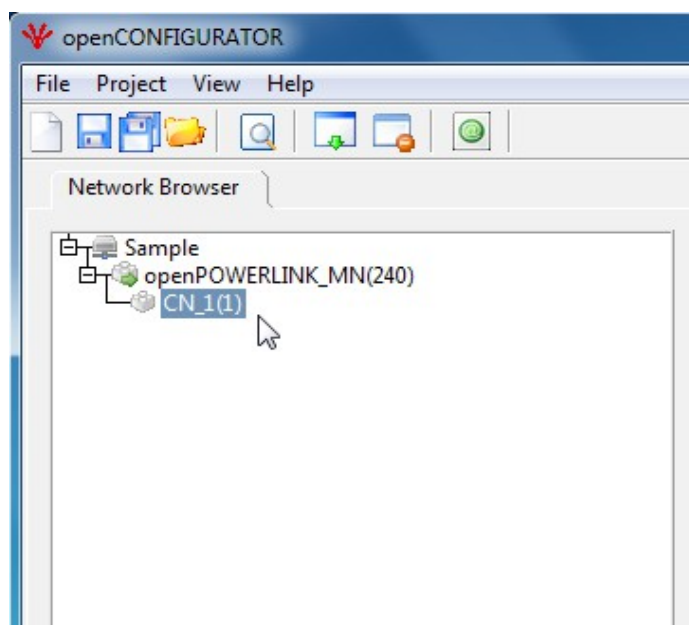 openCONFIGURATOR
File Project View Help
Network Browser
Sample
openPOWERLINK_MN(240)
CN_1(1)